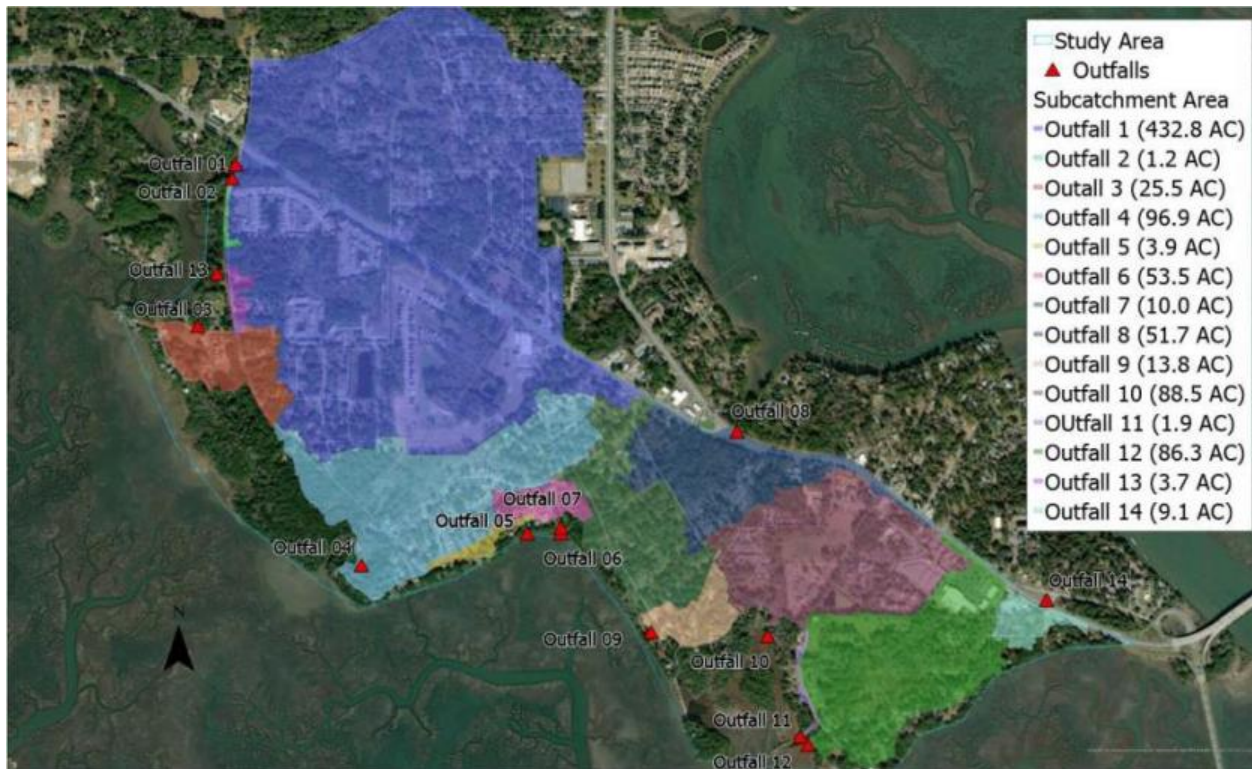 Study Area
Outfalls
Subcatchment Area
Outfall 1 (432.8 AC)
Outfall 2 (1.2 AC)
Outall 3 (25.5 AC)
Outfall 4 (96.9 AC)
Outfall 5 (3.9 AC)
Outfall 6 (53.5 AC)
Outfall 7 (10.0 AC)
Outfall 8 (51.7 AC)
Outfall 9 (13.8 AC)
Outfall 10 (88.5 AC)
OUtfall 11 (1.9 AC)
Outfall 12 (86.3 AC)
Outfall 13 (3.7 AC)
Outfall 14 (9.1 AC)
Outfall 01
Outfall 02
Outfall 13
Outfall 03
Outfall 08
Outfall 07
Outfall 05
Outfall 06
Outfall 04
Outfall 14
Outfall 09
Outfall 10
Outfall 11
Outfall 12
N